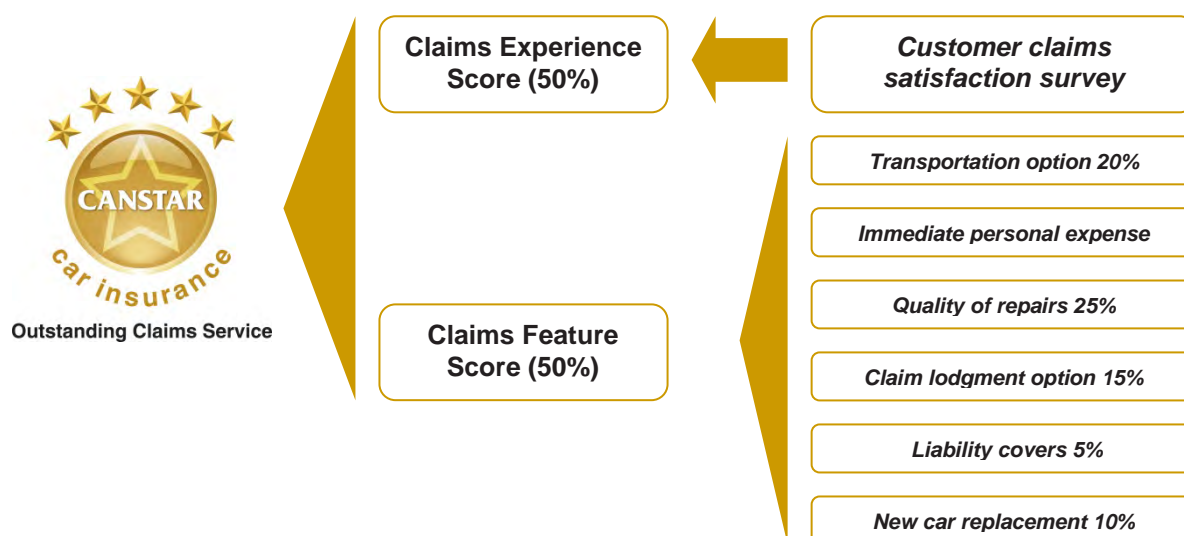 CANSTAR
car insurance
Outstanding Claims Service
Claims Experience
Score (50%)
Customer claims
satisfaction survey
Claims Feature
Score (50%)
Transportation option 20%
Immediate personal expense
Quality of repairs 25%
Claim lodgment option 15%
Liability covers 5%
New car replacement 10%